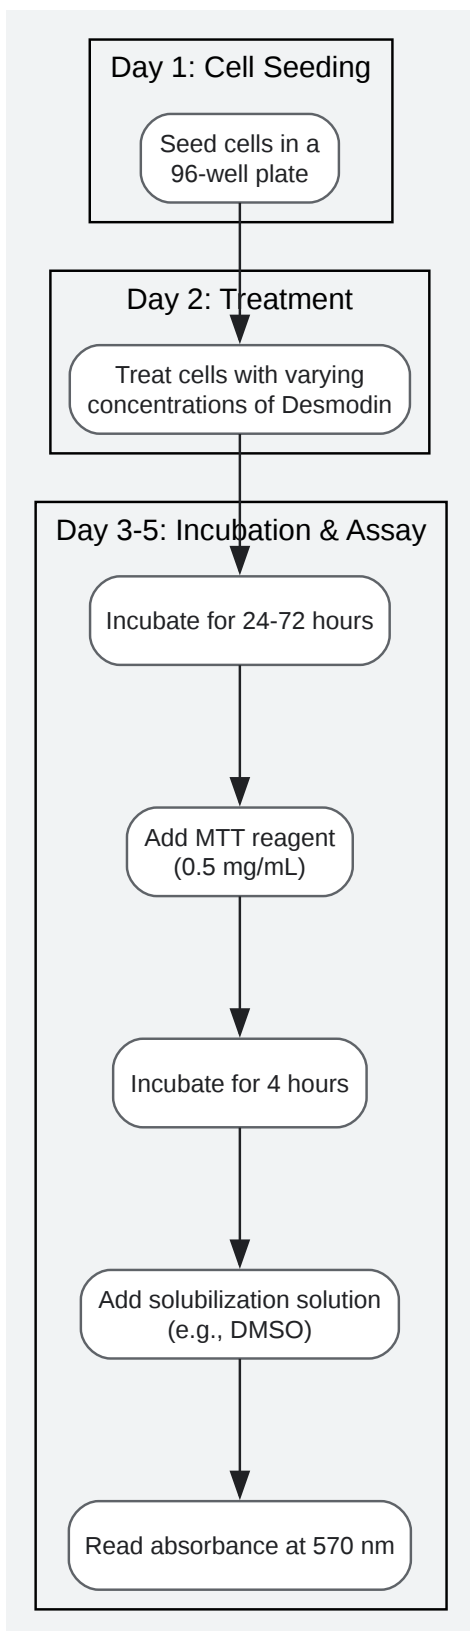 Day 1: Cell Seeding
Seed cells in a
96-well plate
Day 2: Treatment
Treat cells with varying
concentrations of Desmodin
Day 3-5: Incubation & Assay
Incubate for 24-72 hours
Add MTT reagent
(0.5 mg/mL)
Incubate for 4 hours
Add solubilization solution
(e.g., DMSO)
Read absorbance at 570 nm